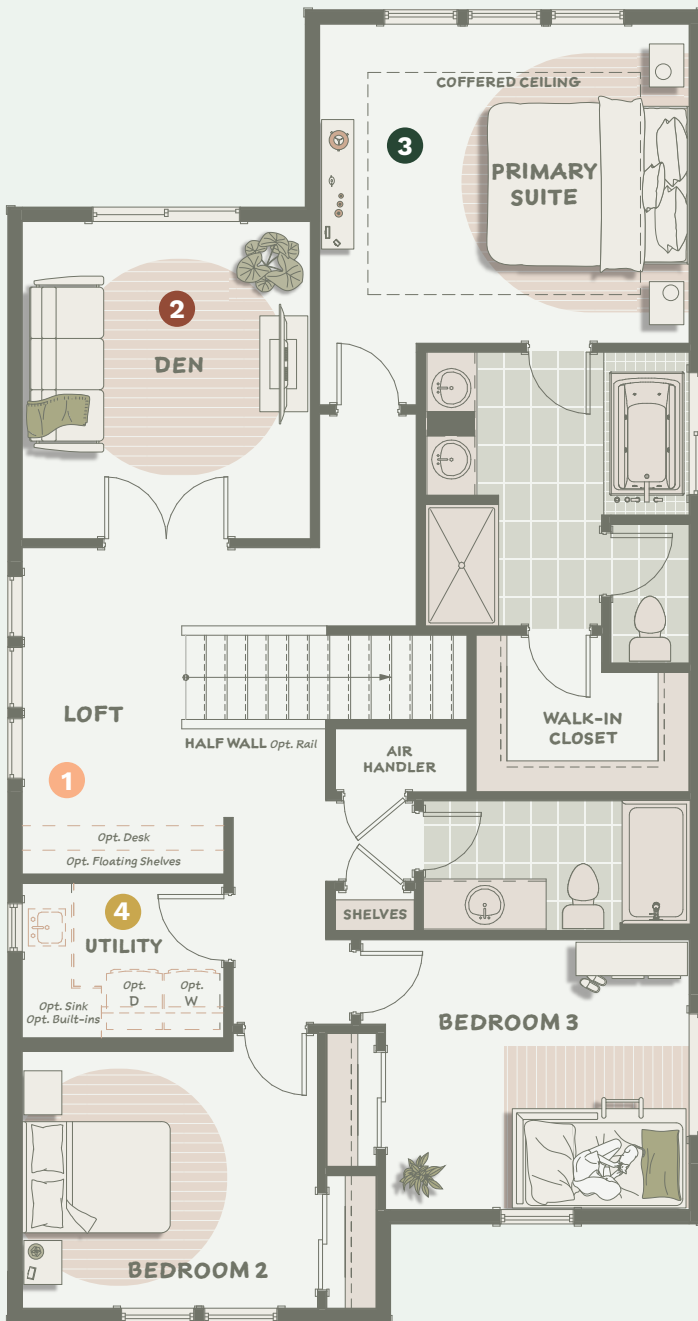 COFFERED CEILING
3
PRIMARY
SUITE
2
DEN
LOFT
HALF WALL Opt. Rail
WALK-IN
CLOSET
AIR
HANDLER
1
Opt. Desk
Opt. Floating Shelves
4
UTILITY
SHELVES
Opt.
D
Opt.
W
Opt. Sink
Opt. Built-ins
BEDROOM 3
BEDROOM 2